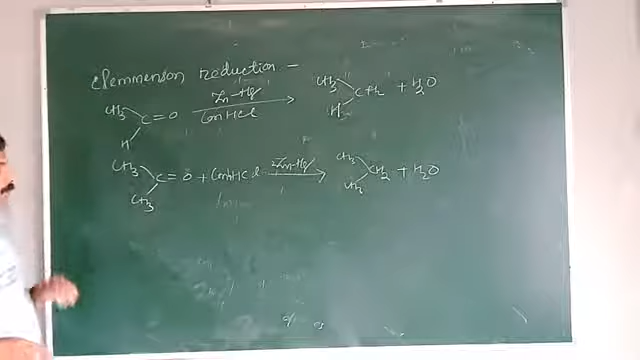 Clemmenson reduction -
CH3 C=O Zn-Hg Con HCl CH3 CH2 + H2O
H H
CH3 C=O + Con HCl Zn-Hg CH3 CH2 + H2O
CH3 CH3